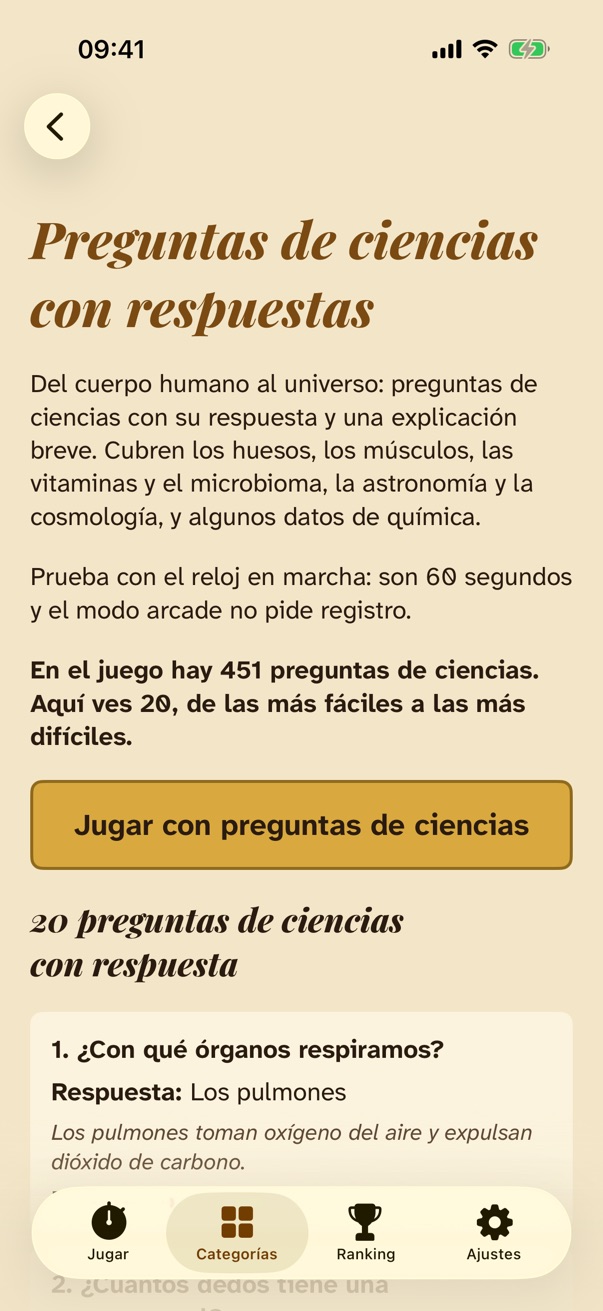 09:41
Preguntas de ciencias
con respuestas
Del cuerpo humano al universo: preguntas de
ciencias con su respuesta y una explicación
breve. Cubren los huesos, los músculos, las
vitaminas y el microbioma, la astronomía y la
cosmología, y algunos datos de química.
Prueba con el reloj en marcha: son 60 segundos
y el modo arcade no pide registro.
En el juego hay 451 preguntas de ciencias.
Aquí ves 20, de las más fáciles a las más
difíciles.
Jugar con preguntas de ciencias
20 preguntas de ciencias
con respuesta
1. ¿Con qué órganos respiramos?
Respuesta: Los pulmones
Los pulmones toman oxígeno del aire y expulsan
dióxido de carbono.
Jugar
Categorías
Ranking
Ajustes
2. ¿Cuántos dedos tiene una